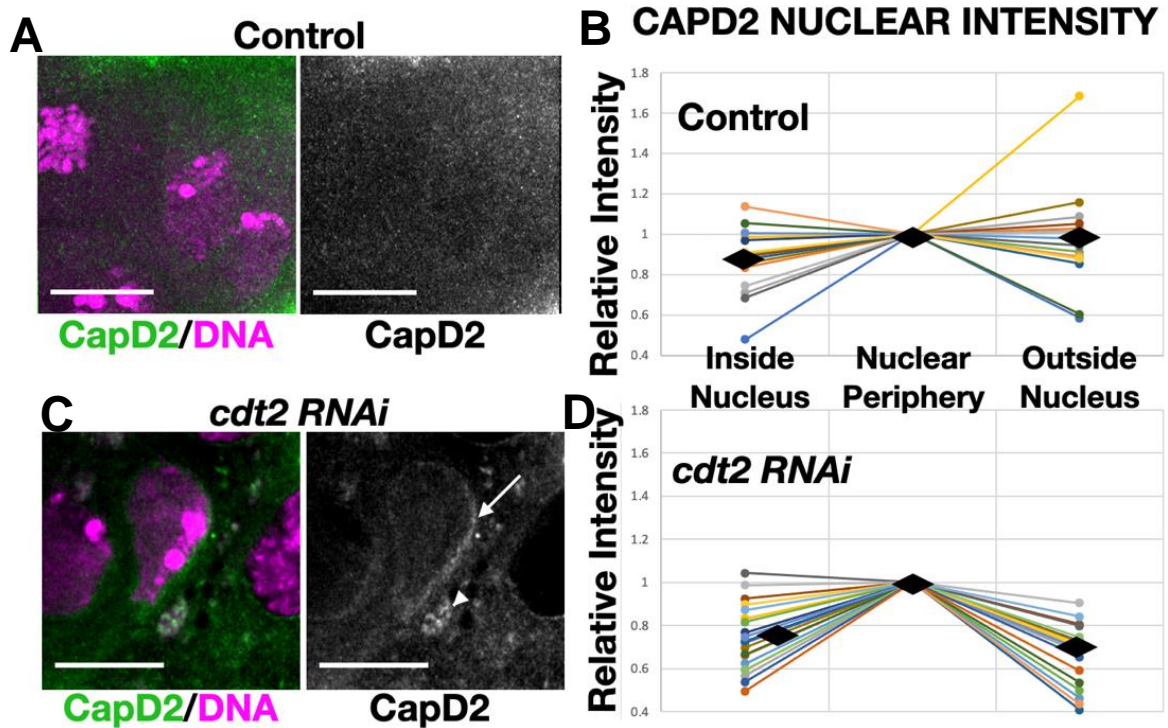 A
Control
CapD2/DNA
CapD2
B
CAPD2 NUCLEAR INTENSITY
Relative Intensity
1.8
1.6
1.4
1.2
1
0.8
0.6
0.4
Control
Inside Nucleus
Nuclear Periphery
Outside Nucleus
C
cdt2 RNAi
CapD2/DNA
CapD2
D
Relative Intensity
1.8
1.6
1.4
1.2
1
0.8
0.6
0.4
cdt2 RNAi